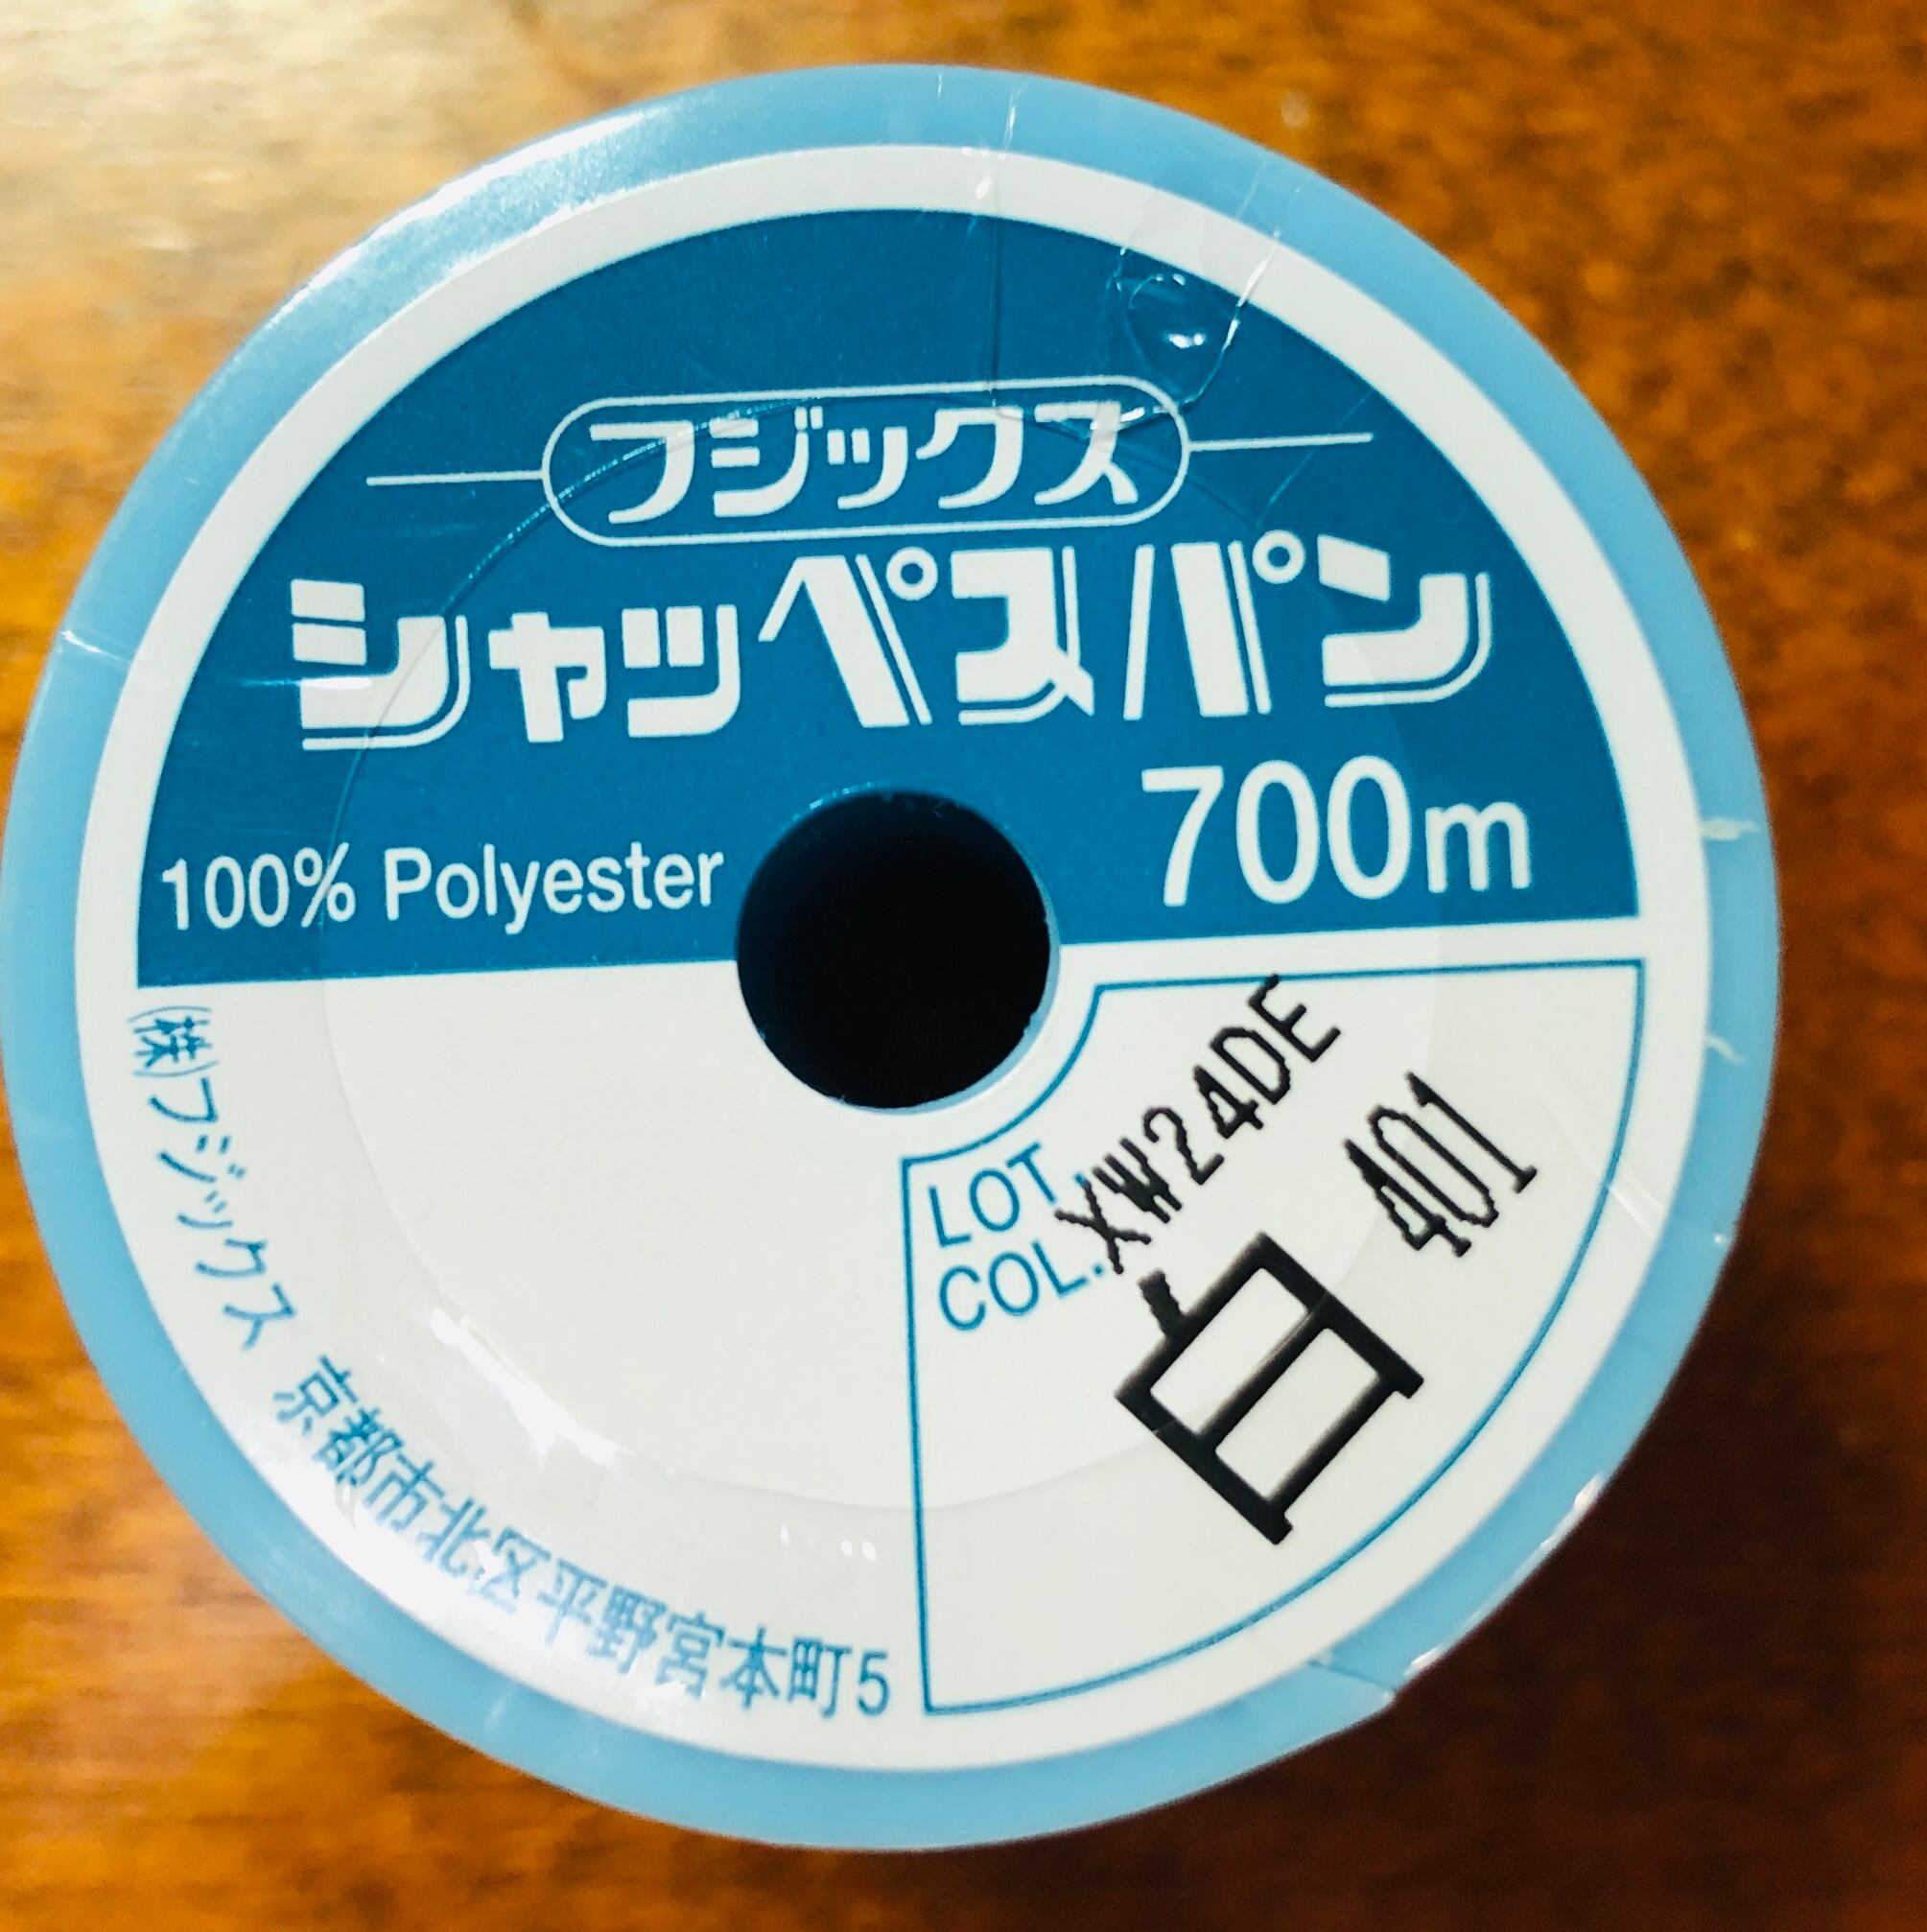 フジックス
シャッペスパン
100% Polyester
700m
LOT. XW24DE
COL. 白 401
(株)フジックス 京都市北区平野宮本町5